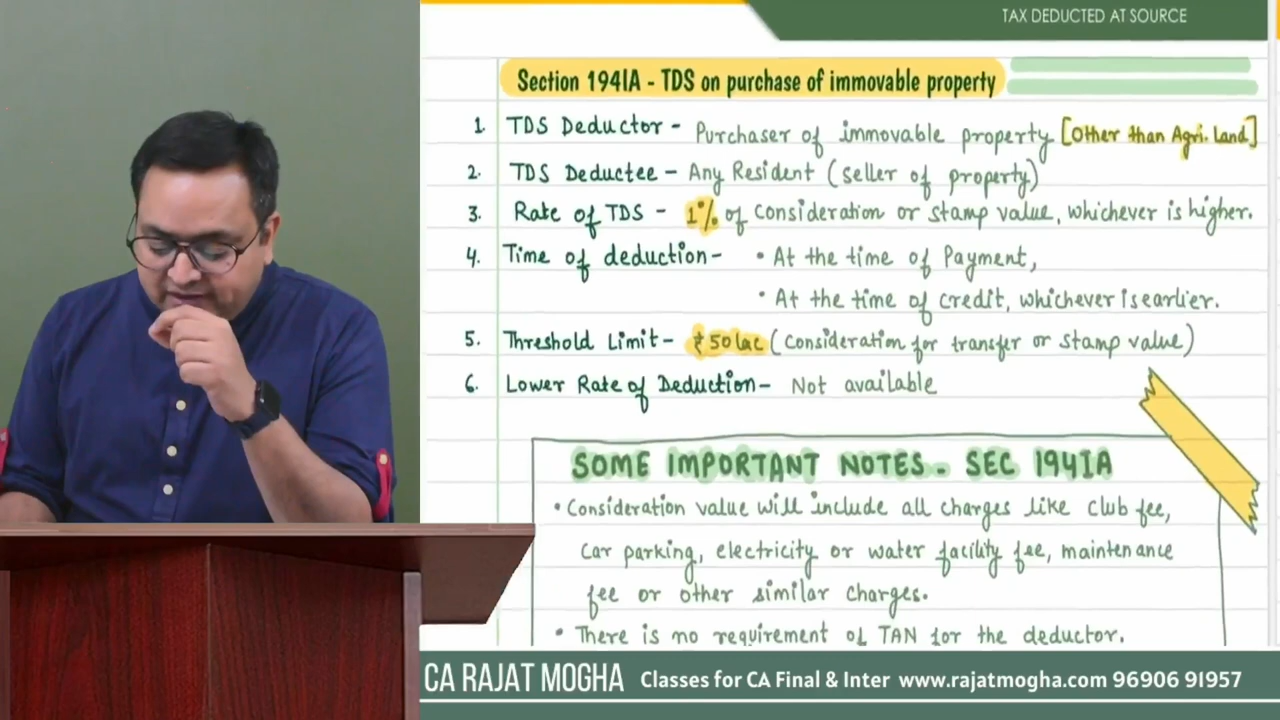 TAX DEDUCTED AT SOURCE
Section 194IA - TDS on purchase of immovable property
1. TDS Deductor - Purchaser of immovable property [Other than Agri. Land]
2. TDS Deductee - Any Resident (seller of property)
3. Rate of TDS - 1% of consideration or stamp value, whichever is higher.
4. Time of deduction - • At the time of Payment,
• At the time of credit, whichever is earlier.
5. Threshold Limit - ₹50 lac (Consideration for transfer or stamp value)
6. Lower Rate of Deduction - Not available
SOME IMPORTANT NOTES - SEC 194IA
• Consideration value will include all charges like club fee,
Car parking, electricity or water facility fee, maintenance
fee or other similar charges.
• There is no requirement of TAN for the deductor.
CA RAJAT MOGHA Classes for CA Final & Inter www.rajatmogha.com 96906 91957